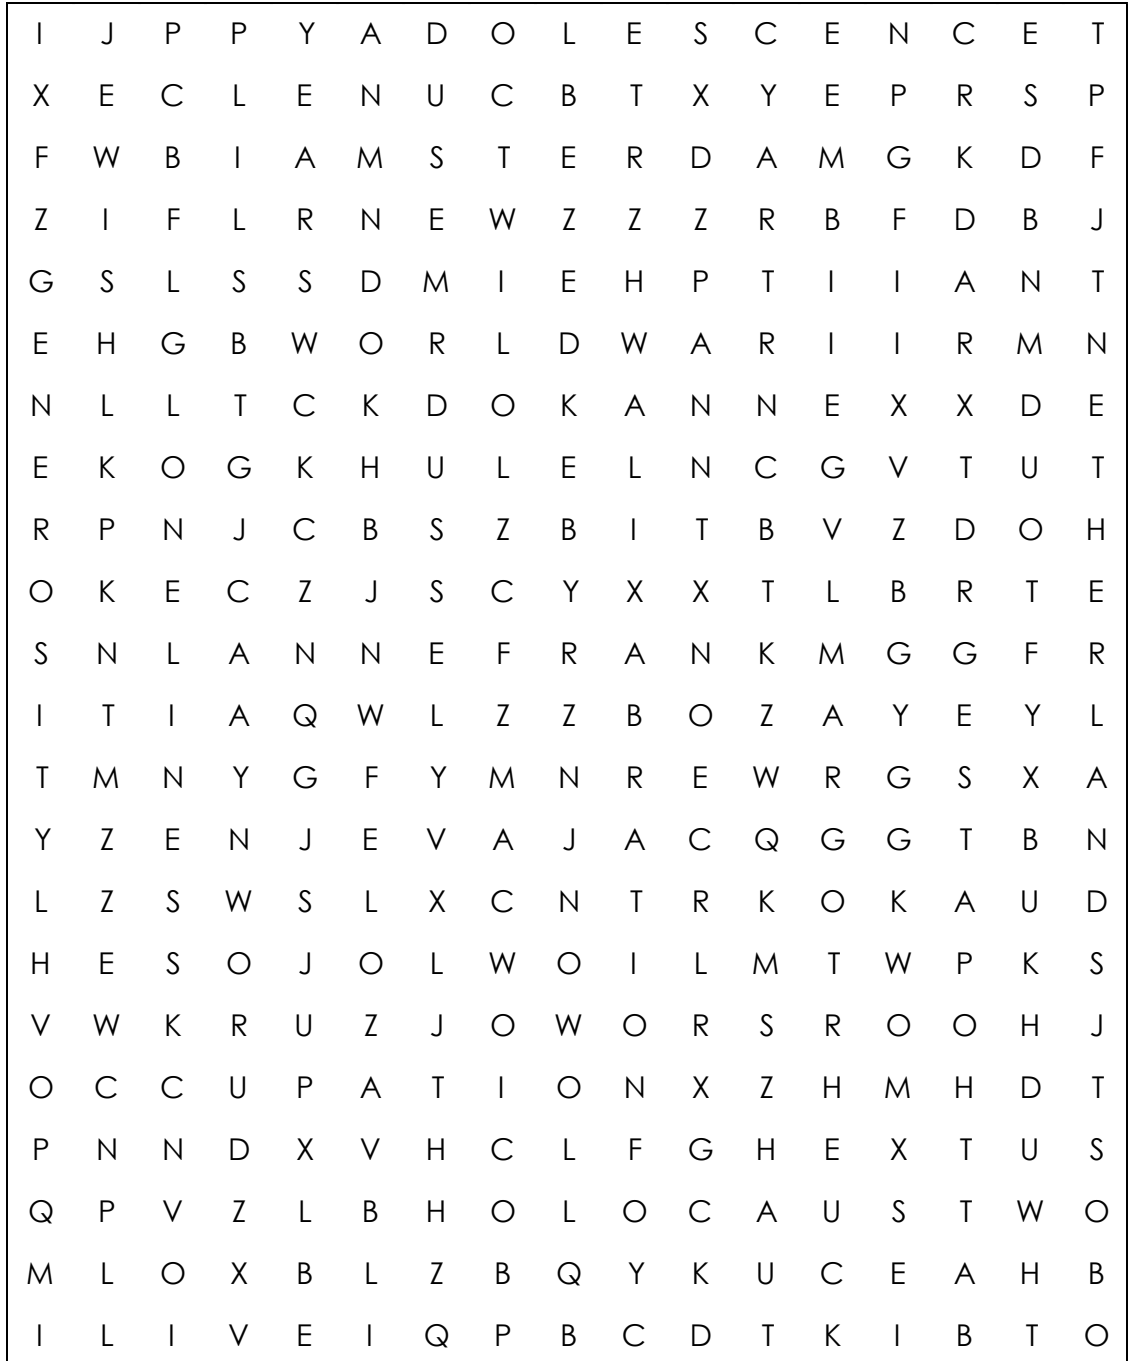 I J P P Y A D O L E S C E N C E T
X E C L E N U C B T X Y E P R S P
F W B I A M S T E R D A M G K D F
Z I F L R N E W Z Z Z R B F D B J
G S L S S D M I E H P T I I A N T
E H G B W O R L D W A R I I R M N
N L L T C K D O K A N N E X X D E
E K O G K H U L E L N C G V T U T
R P N J C B S Z B I T B V Z D O H
O K E C Z J S C Y X X T L B R T E
S N L A N N E F R A N K M G G F R
I T I A Q W L Z Z B O Z A Y E Y L
T M N Y G F Y M N R E W R G S X A
Y Z E N J E V A J A C Q G G T B N
L Z S W S L X C N T R K O K A U D
H E S O J O L W O I L M T W P K S
V W K R U Z J O W O R S R O O H J
O C C U P A T I O N X Z H M H D T
P N N D X V H C L F G H E X T U S
Q P V Z L B H O L O C A U S T W O
M L O X B L Z B Q Y K U C E A H B
I L I V E I Q P B C D T K I B T O